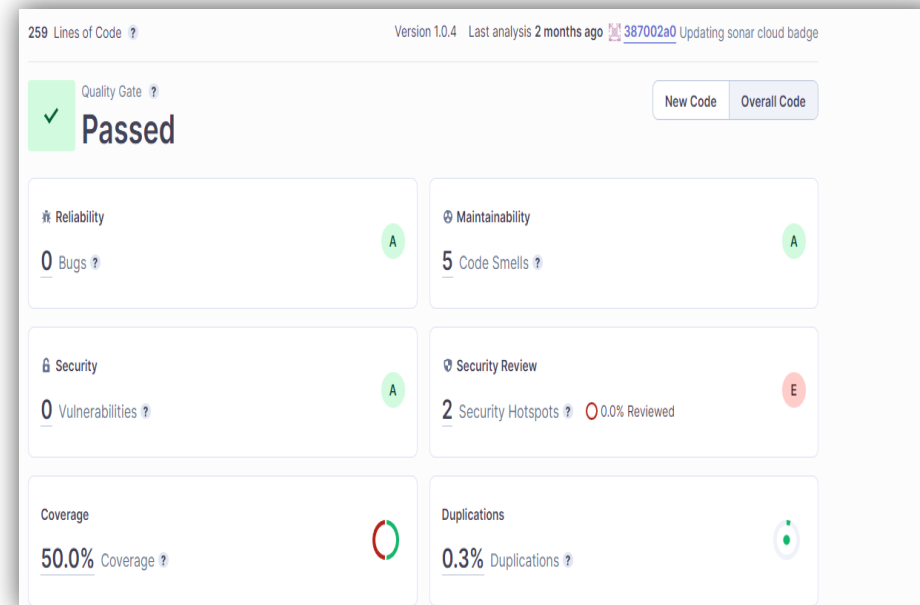 259 Lines of Code ? Version 1.0.4 Last analysis 2 months ago 387002a0 Updating sonar cloud badge
Quality Gate ?
Passed
New Code Overall Code
Reliability
0 Bugs ?
A
Maintainability
5 Code Smells ?
A
Security
0 Vulnerabilities ?
A
Security Review
2 Security Hotspots ? 0.0% Reviewed
E
Coverage
50.0% Coverage ?
Duplications
0.3% Duplications ?